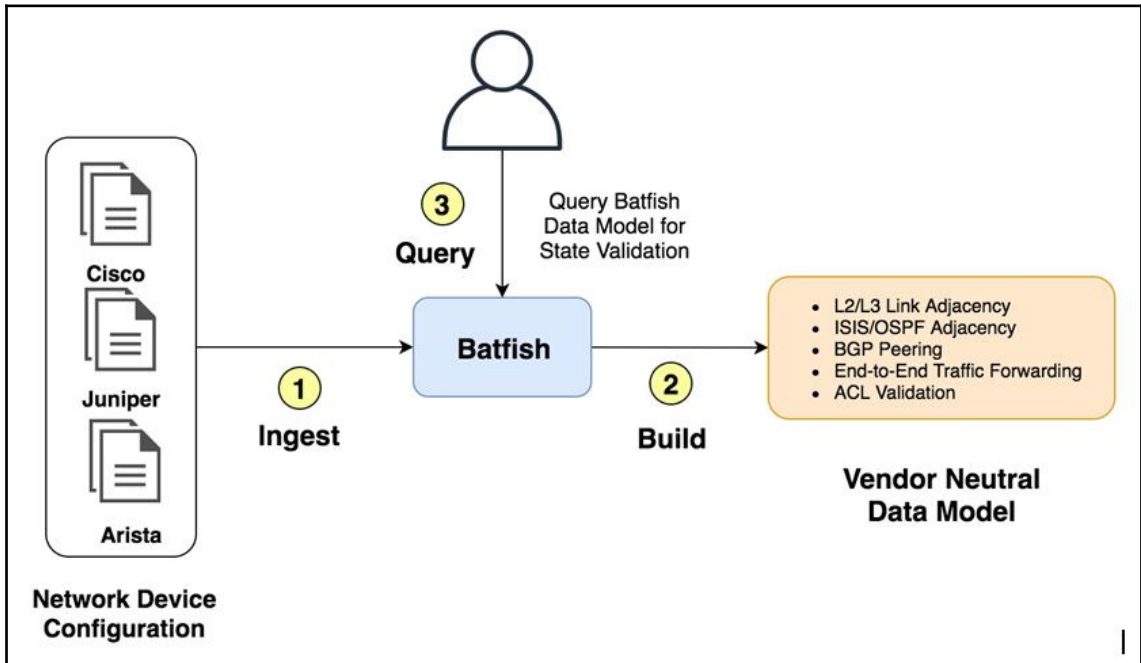 Cisco
Juniper
Arista
Network Device
Configuration
1
Ingest
3
Query
Query Batfish
Data Model for
State Validation
Batfish
2
Build
• L2/L3 Link Adjacency
• ISIS/OSPF Adjacency
• BGP Peering
• End-to-End Traffic Forwarding
• ACL Validation
Vendor Neutral
Data Model